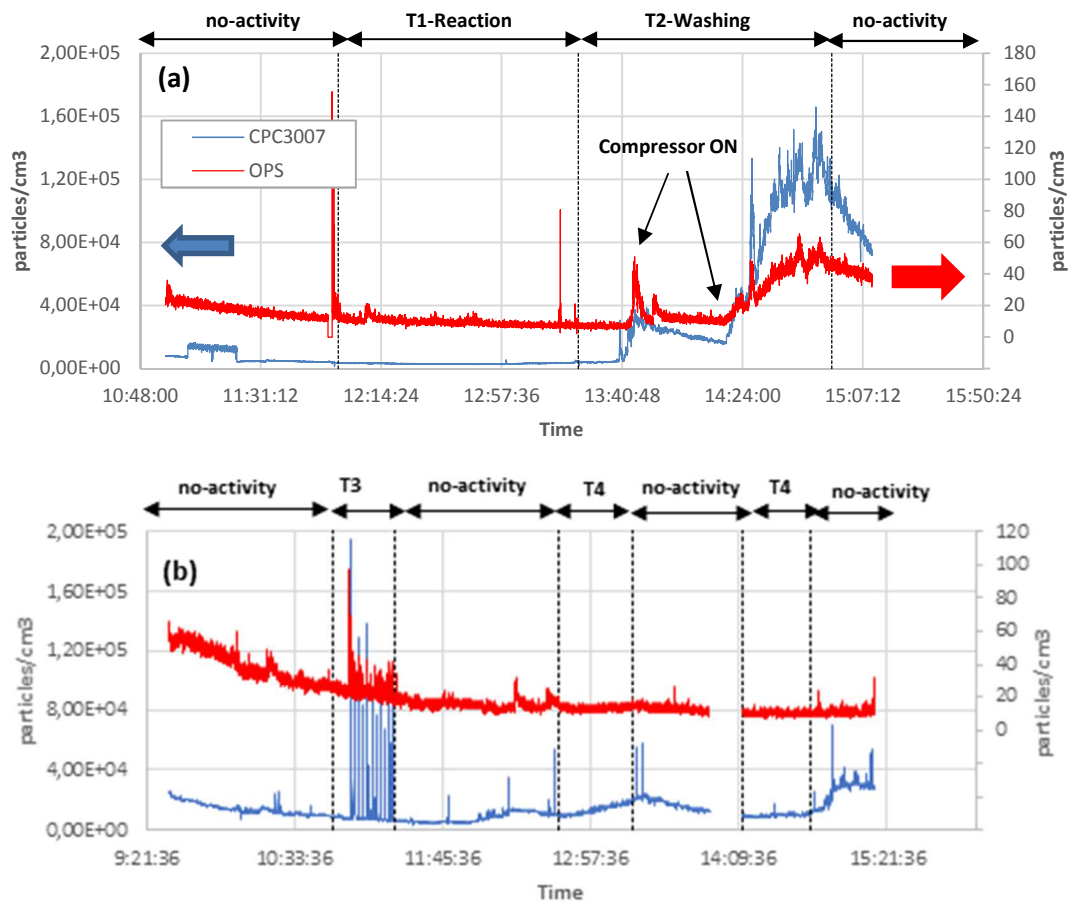 no-activity T1-Reaction T2-Washing no-activity
2,00E+05 180
(a)
160
1,60E+05 140
CPC3007
OPS
Compressor ON
120
1,20E+05 100
80
particles/cm3 particles/cm3
8,00E+04 60
40
4,00E+04 20
0
0,00E+00
10:48:00 11:31:12 12:14:24 12:57:36 13:40:48 14:24:00 15:07:12 15:50:24
Time
no-activity T3 no-activity T4 no-activity T4 no-activity
2,00E+05 120
(b)
100
1,60E+05 80
60
1,20E+05 40
particles/cm3 particles/cm3
20
8,00E+04 0
4,00E+04
0,00E+00
9:21:36 10:33:36 11:45:36 12:57:36 14:09:36 15:21:36
Time